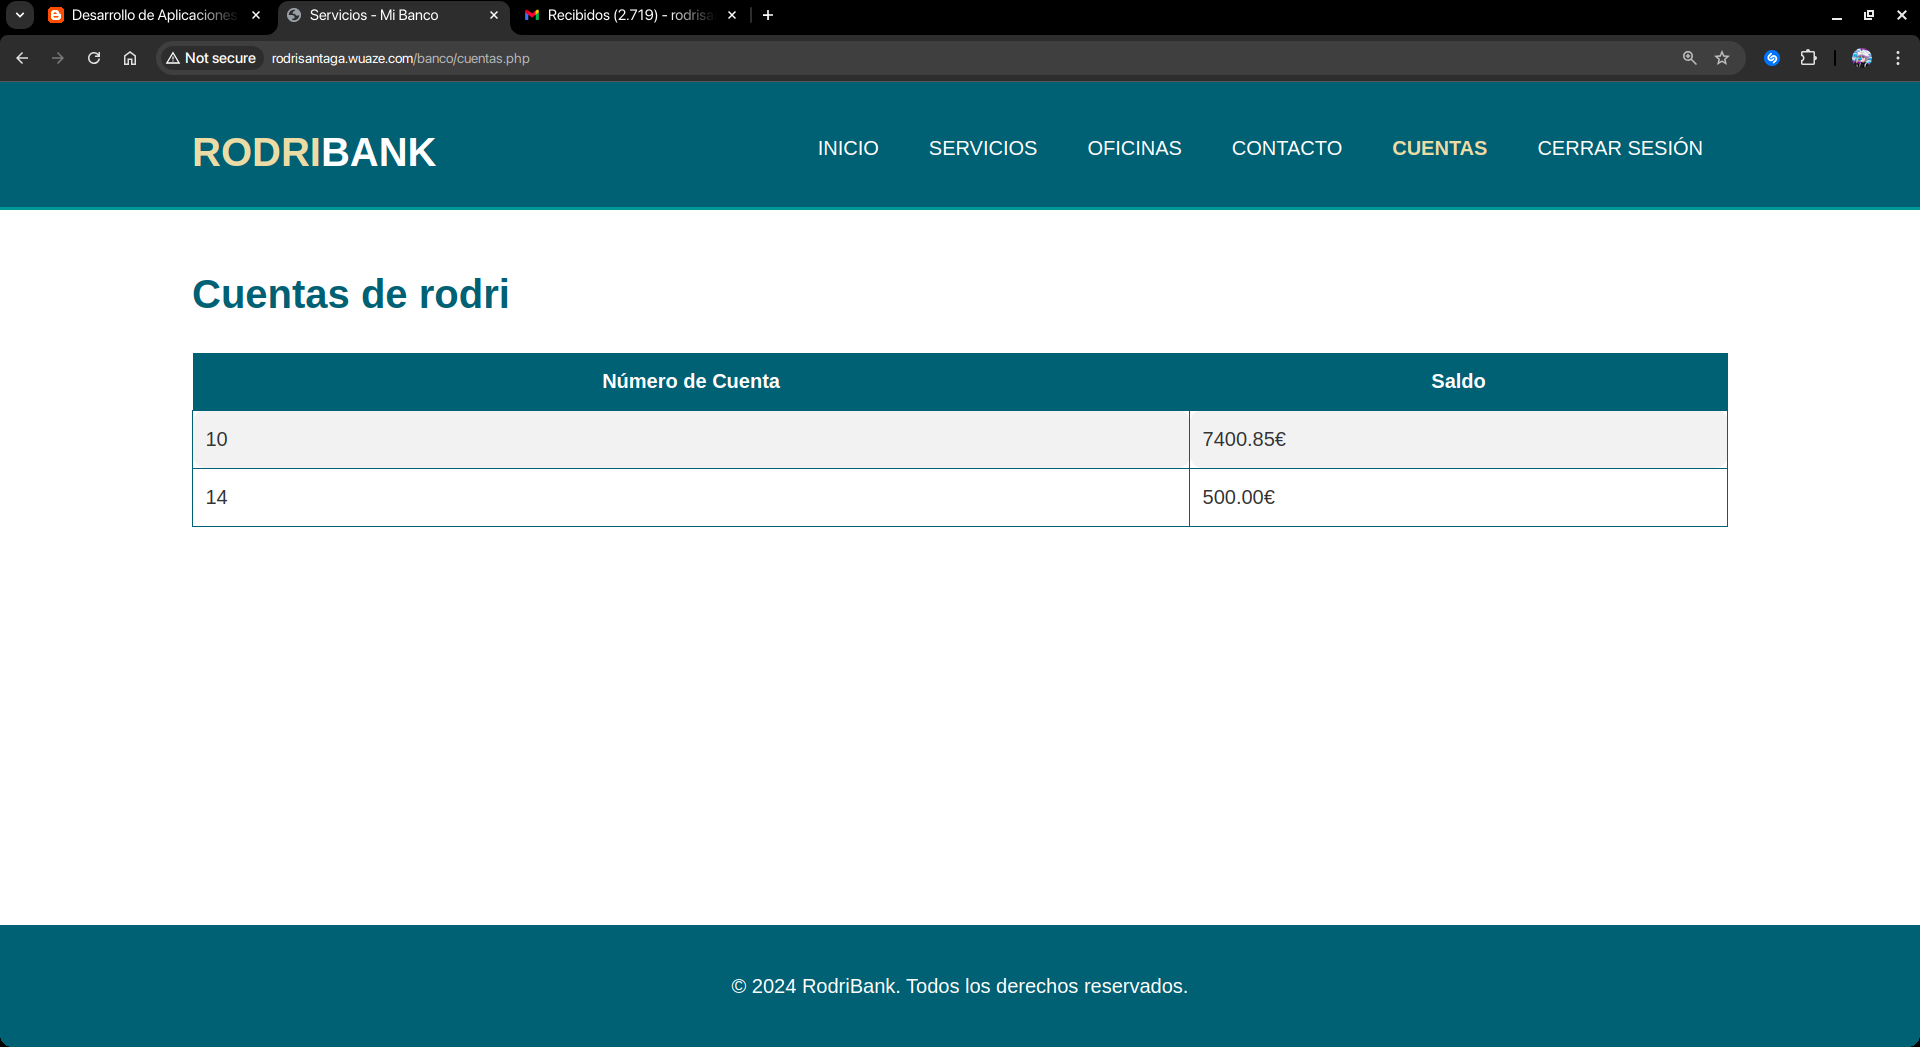 Desarrollo de Aplicaciones
Servicios - Mi Banco
Recibidos (2.719) - rodrisa
Not secure
rodrisantaga.wuaze.com/banco/cuentas.php
RODRIBANK
INICIO
SERVICIOS
OFICINAS
CONTACTO
CUENTAS
CERRAR SESIÓN
Cuentas de rodri
Número de Cuenta Saldo
10 7400.85€
14 500.00€
© 2024 RodriBank. Todos los derechos reservados.